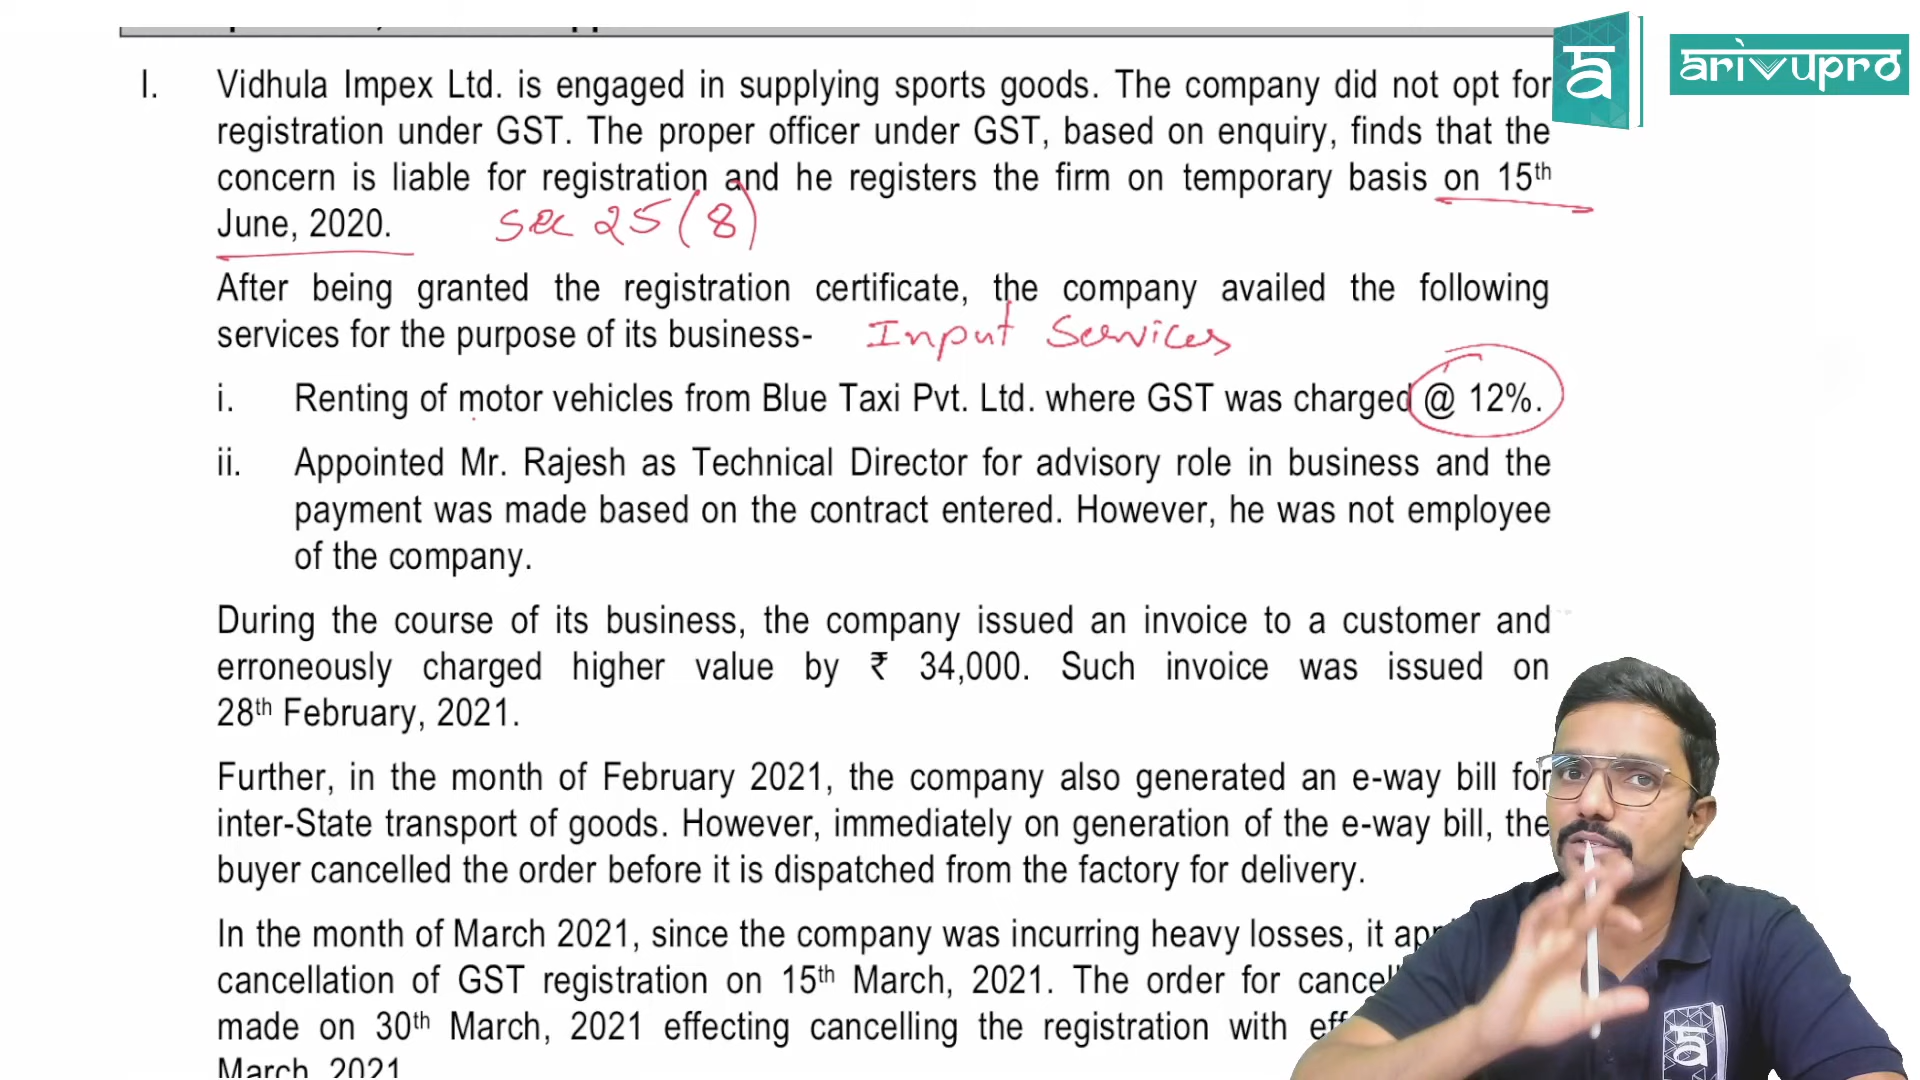 arivupro
I. Vidhula Impex Ltd. is engaged in supplying sports goods. The company did not opt for
registration under GST. The proper officer under GST, based on enquiry, finds that the
concern is liable for registration and he registers the firm on temporary basis on 15th
June, 2020. Sec 25(8)
After being granted the registration certificate, the company availed the following
services for the purpose of its business- Input Services
i. Renting of motor vehicles from Blue Taxi Pvt. Ltd. where GST was charged @ 12%.
ii. Appointed Mr. Rajesh as Technical Director for advisory role in business and the
payment was made based on the contract entered. However, he was not employee
of the company.
During the course of its business, the company issued an invoice to a customer and
erroneously charged higher value by ₹ 34,000. Such invoice was issued on
28th February, 2021.
Further, in the month of February 2021, the company also generated an e-way bill for
inter-State transport of goods. However, immediately on generation of the e-way bill, the
buyer cancelled the order before it is dispatched from the factory for delivery.
In the month of March 2021, since the company was incurring heavy losses, it
cancellation of GST registration on 15th March, 2021. The order for
made on 30th March, 2021 effecting cancelling the registration with
March, 2021